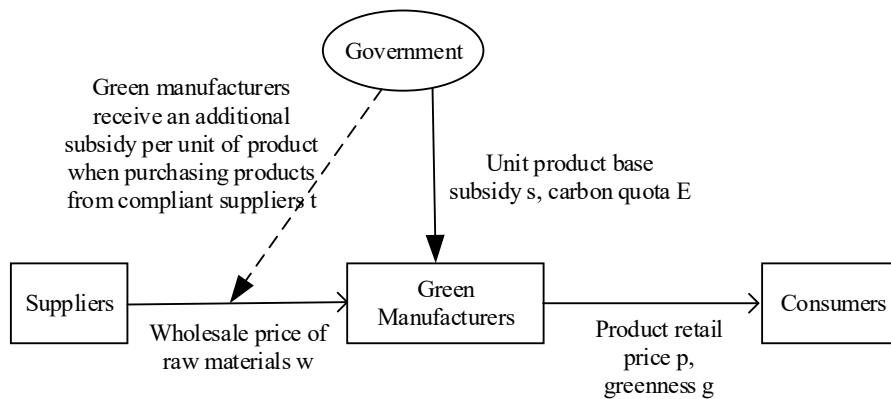 Government
Green manufacturers
receive an additional
subsidy per unit of product
when purchasing products
from compliant suppliers t
Unit product base
subsidy s, carbon quota E
Suppliers
Wholesale price of
raw materials w
Green
Manufacturers
Product retail
price p,
greenness g
Consumers